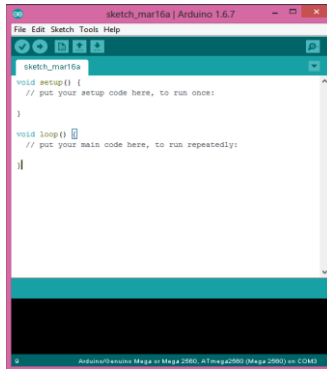 sketch_mar16a | Arduino 1.6.7
File Edit Sketch Tools Help
sketch_mar16a
void setup() {
// put your setup code here, to run once:
}
void loop() {
// put your main code here, to run repeatedly:
}
9 Arduino/Genuino Mega or Mega 2560, ATmega2560 (Mega 2560) on COM3